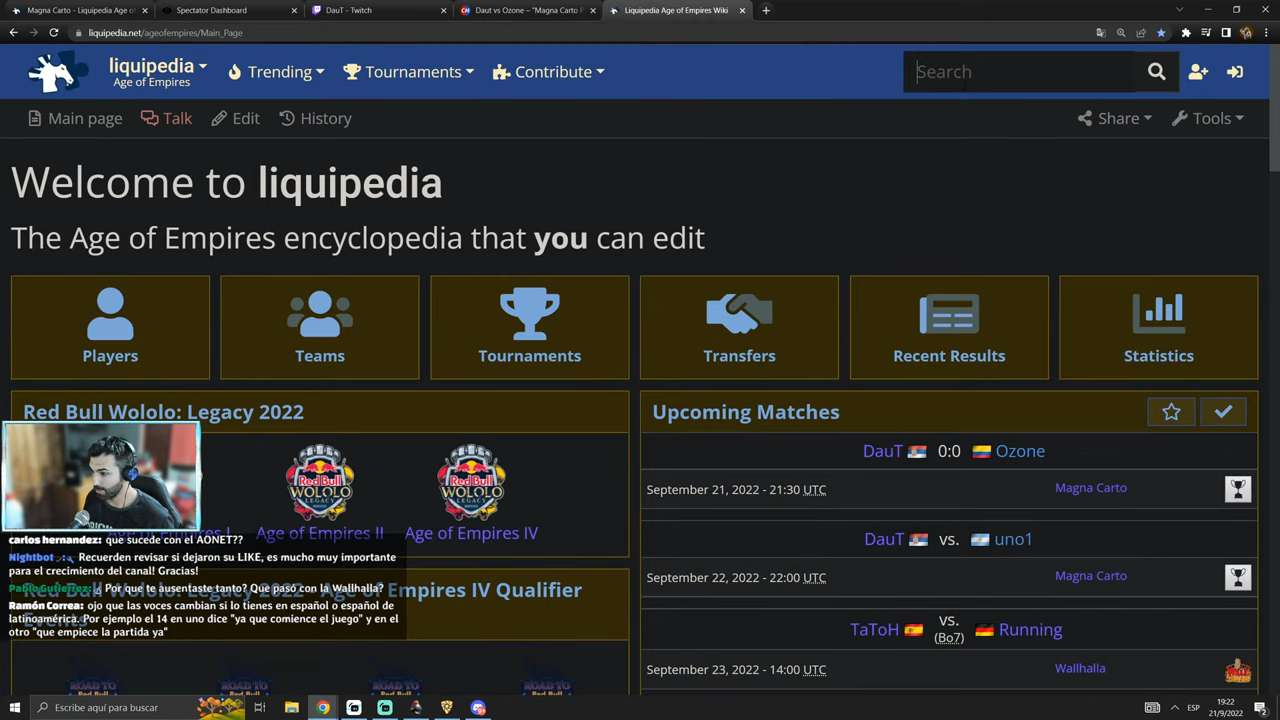 Magna Carto - Liquipedia Age of
Spectator Dashboard
DauT - Twitch
Daut vs Ozone – "Magna Carto P
Liquipedia Age of Empires Wiki
liquipedia.net/ageofempires/Main_Page
liquipedia
Age of Empires
Trending
Tournaments
Contribute
Search
Main page
Talk
Edit
History
Share
Tools
Welcome to liquipedia
The Age of Empires encyclopedia that you can edit
Players
Teams
Tournaments
Transfers
Recent Results
Statistics
Red Bull Wololo: Legacy 2022
Age of Empires II
Age of Empires IV
Upcoming Matches
DauT 0:0 Ozone
September 21, 2022 - 21:30 UTC
Magna Carto
DauT vs. uno1
September 22, 2022 - 22:00 UTC
Magna Carto
TaToH vs. Running
(Bo7)
September 23, 2022 - 14:00 UTC
Wallhalla
carlos hernandez: que sucede con el AONET??
Nightbot: Recuerden revisar si dejaron su LIKE, es mucho muy importante
para el crecimiento del canal! Gracias!
Pablo Gutierrez: Por que te ausentaste tanto? Que pasó con la Wallhalla?
Ramón Correa: ojo que las voces cambian si lo tienes en español o español de
latinoamérica. Por ejemplo el 14 en uno dice "ya que comience el juego" y en el
otro "que empiece la partida ya"
Red Bull Wololo: Legacy 2022 - Age of Empires IV Qualifier
Events
Escribe aquí para buscar
ESP
19:22
21/9/2022
2